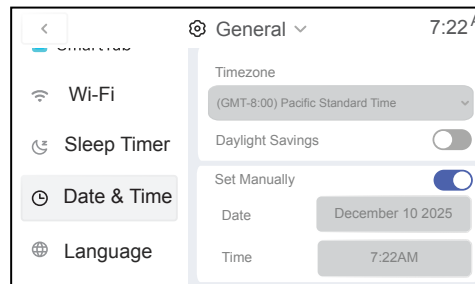 General
7:22
Wi-Fi
Sleep Timer
Date & Time
Language
Timezone
(GMT-8:00) Pacific Standard Time
Daylight Savings
Set Manually
Date
December 10 2025
Time
7:22AM